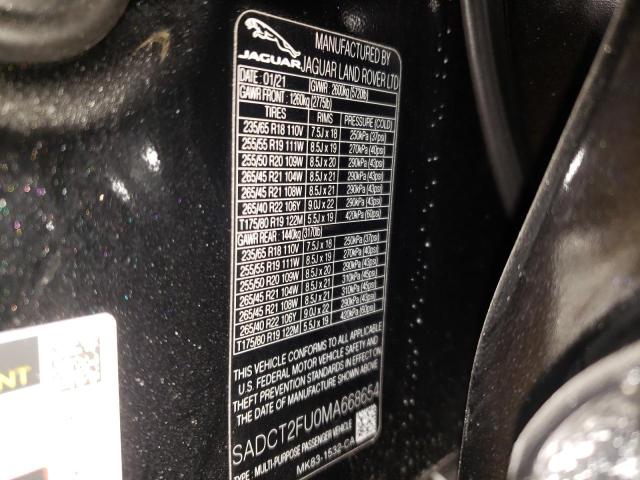 JAGUAR
MANUFACTURED BY
JAGUAR LAND ROVER LTD
DATE: 01/21 GVWR: 2600kg (5720lb)
GAWR FRONT: 1260kg (2775lb)
TIRES RIMS PRESSURE (COLD)
235/65 R18 110V 7.5J x 18 250kPa (37psi)
255/55 R19 111W 8.5J x 19 270kPa (40psi)
255/50 R20 109W 8.5J x 20 290kPa (43psi)
265/45 R21 104W 8.5J x 21 290kPa (43psi)
265/45 R21 108W 8.5J x 21 290kPa (43psi)
265/40 R22 106Y 9.0J x 22 290kPa (43psi)
T175/80 R19 122M 5.5J x 19 420kPa (60psi)
GAWR REAR: 1440kg (3170lb)
235/65 R18 110V 7.5J x 18 250kPa (37psi)
255/55 R19 111W 8.5J x 19 270kPa (40psi)
255/50 R20 109W 8.5J x 20 290kPa (43psi)
265/45 R21 104W 8.5J x 21 310kPa (45psi)
265/45 R21 108W 8.5J x 21 310kPa (45psi)
265/40 R22 106Y 9.0J x 22 290kPa (43psi)
T175/80 R19 122M 5.5J x 19 420kPa (60psi)
THIS VEHICLE CONFORMS TO ALL APPLICABLE
U.S. FEDERAL MOTOR VEHICLE SAFETY AND
THEFT PREVENTION STANDARDS IN EFFECT ON
THE DATE OF MANUFACTURE SHOWN ABOVE
SADCT2FU0MA668654
TYPE: MULTI-PURPOSE PASSENGER VEHICLE
MK83-1532-CA